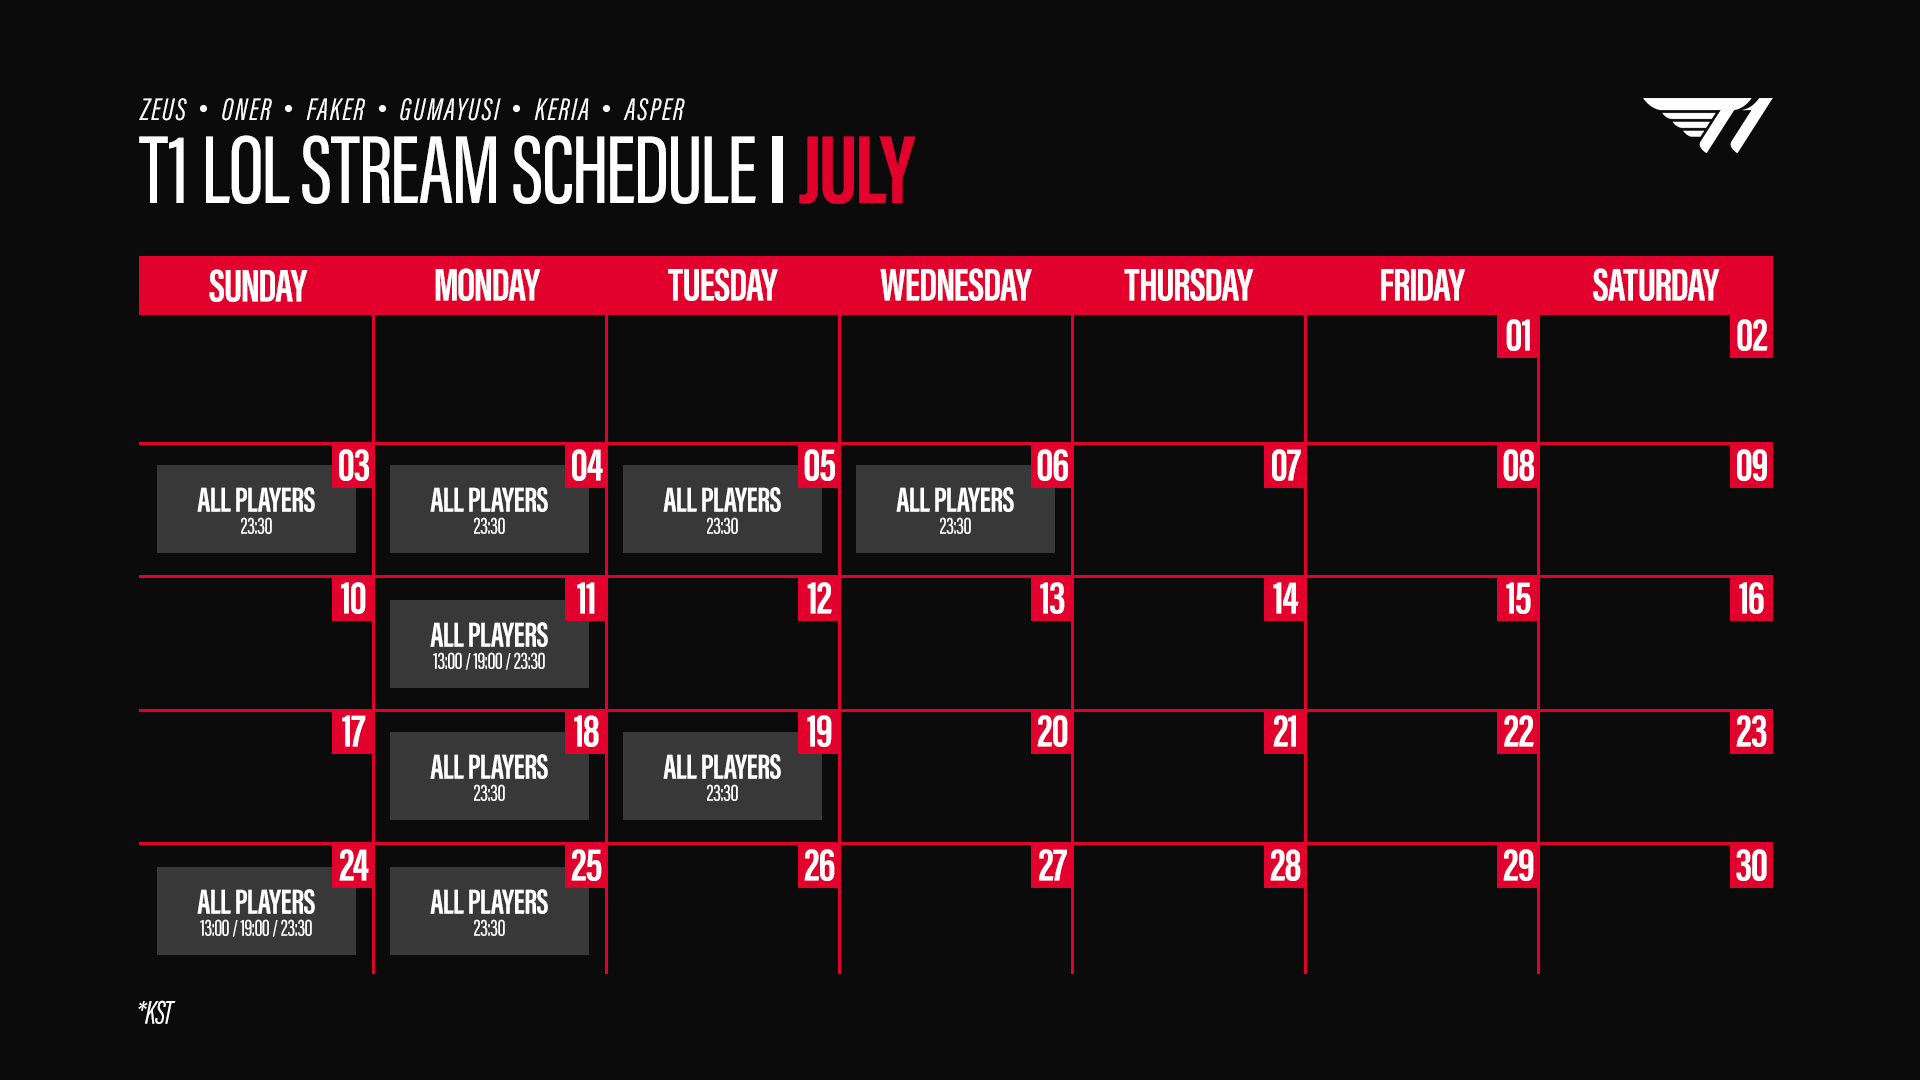 ZEUS • ONER • FAKER • GUMAYUSI • KERIA • ASPER
T1 LOL STREAM SCHEDULE | JULY
T1
SUNDAY MONDAY TUESDAY WEDNESDAY THURSDAY FRIDAY SATURDAY
01 02
03 04 05 06 07 08 09
ALL PLAYERS ALL PLAYERS ALL PLAYERS ALL PLAYERS
23:30 23:30 23:30 23:30
10 11 12 13 14 15 16
ALL PLAYERS
13:00 / 19:00 / 23:30
17 18 19 20 21 22 23
ALL PLAYERS ALL PLAYERS
23:30 23:30
24 25 26 27 28 29 30
ALL PLAYERS ALL PLAYERS
13:00 / 19:00 / 23:30 23:30
*KST